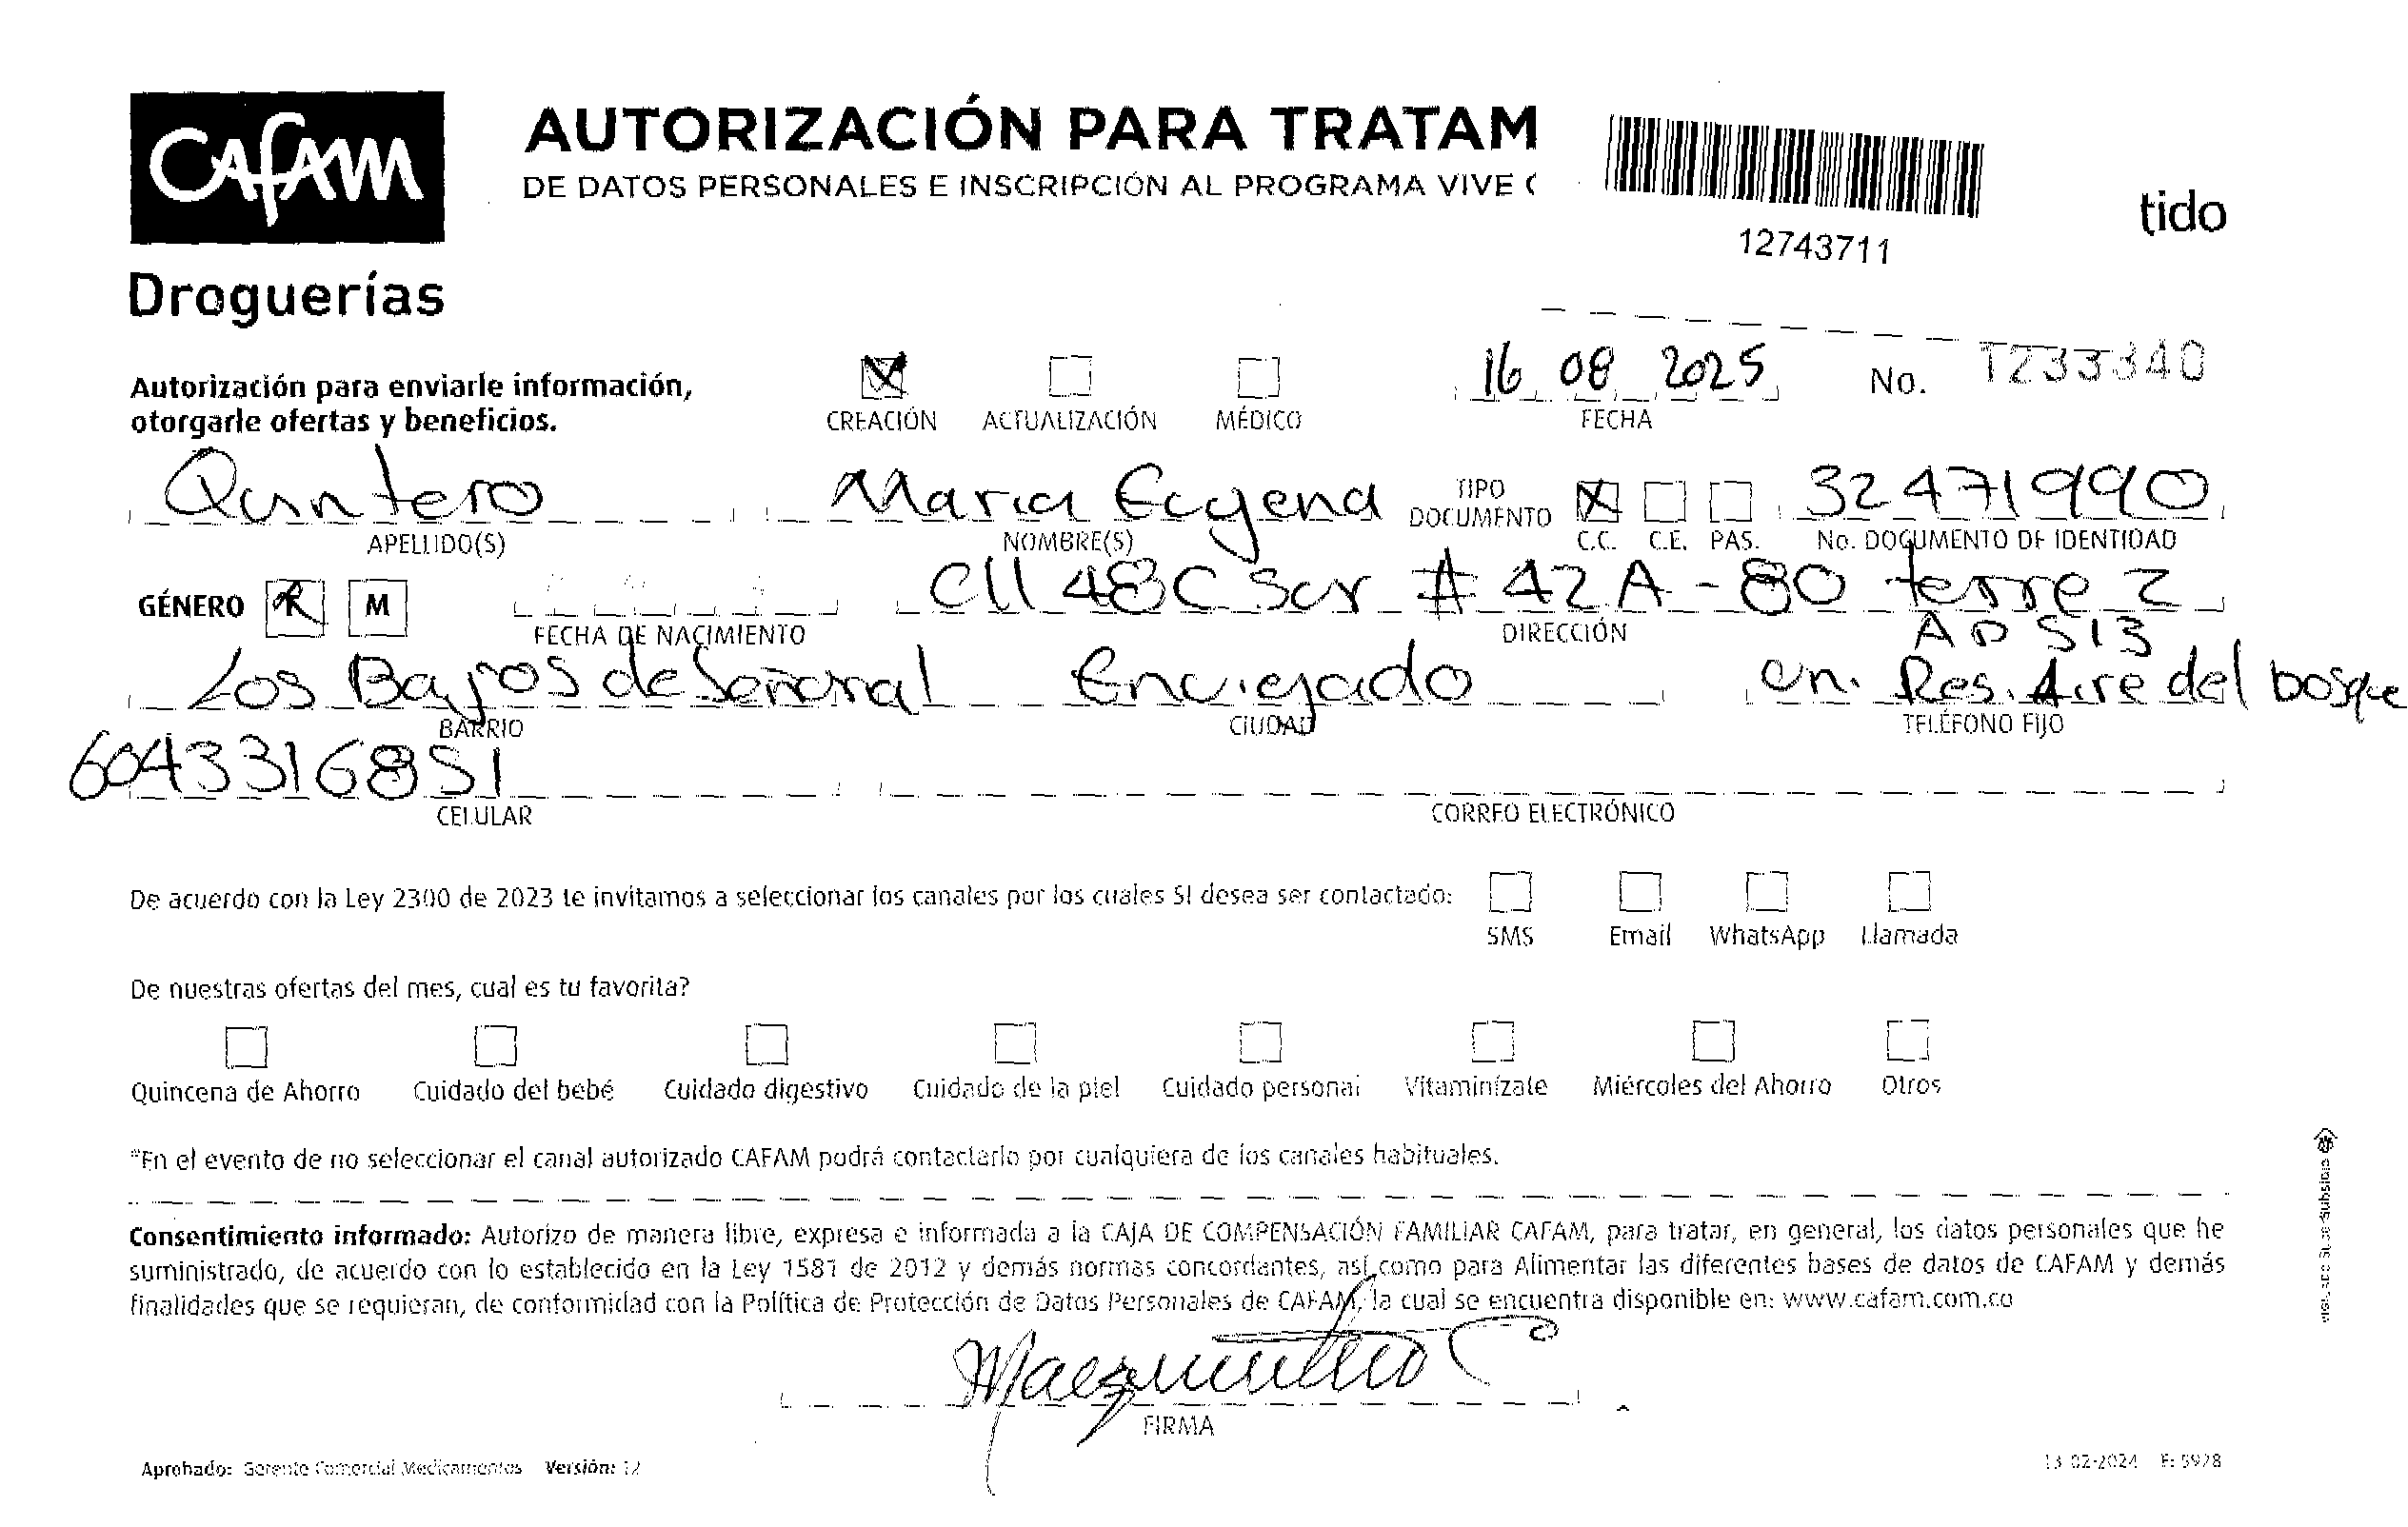 CAFAM
Droguerías
AUTORIZACIÓN PARA TRATAM
DE DATOS PERSONALES E INSCRIPCIÓN AL PROGRAMA VIVE
12743711
tido
Autorización para enviarle información,
otorgarle ofertas y beneficios.
CREACIÓN ACTUALIZACIÓN MÉDICO
16 08 2025
FECHA
No. T233340
Quintero
APELLIDO(S)
Maria Eugena
NOMBRE(S)
TIPO
DOCUMENTO
C.C. C.E. PAS.
32471990
No. DOCUMENTO DE IDENTIDAD
GÉNERO M
FECHA DE NACIMIENTO
Cll 48C Sur # 42A - 80 torre 2
DIRECCIÓN
AP 513
Los Bajos de
BARRIO
Envigado
CIUDAD
un. Res. Aire del bosque
TELÉFONO FIJO
6043316851
CELULAR
CORREO ELECTRÓNICO
De acuerdo con la Ley 2300 de 2023 te invitamos a seleccionar los canales por los cuales SI desea ser contactado:
SMS Email WhatsApp Llamada
De nuestras ofertas del mes, cual es tu favorita?
Quincena de Ahorro Cuidado del bebé Cuidado digestivo Cuidado de la piel Cuidado personal Vitaminízate Miércoles del Ahorro Otros
*En el evento de no seleccionar el canal autorizado CAFAM podrá contactarlo por cualquiera de los canales habituales.
Consentimiento informado: Autorizo de manera libre, expresa e informada a la CAJA DE COMPENSACIÓN FAMILIAR CAFAM, para tratar, en general, los datos personales que he
suministrado, de acuerdo con lo establecido en la Ley 1581 de 2012 y demás normas concordantes, así como para Alimentar las diferentes bases de datos de CAFAM y demás
finalidades que se requieran, de conformidad con la Política de Protección de Datos Personales de CAFAM, la cual se encuentra disponible en: www.cafam.com.co
FIRMA
Aprobado: Gerente Comercial Medicamentos Versión: 12
13-02-2024 F: 5928